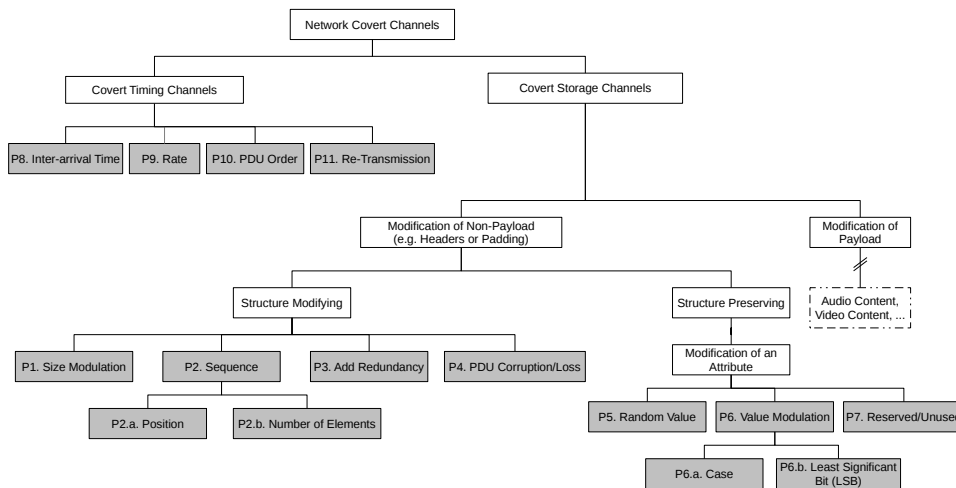 Network Covert Channels
Covert Timing Channels
Covert Storage Channels
P8. Inter-arrival Time
P9. Rate
P10. PDU Order
P11. Re-Transmission
Modification of Non-Payload
(e.g. Headers or Padding)
Modification of
Payload
Structure Modifying
Structure Preserving
Audio Content,
Video Content, ...
P1. Size Modulation
P2. Sequence
P3. Add Redundancy
P4. PDU Corruption/Loss
Modification of an
Attribute
P2.a. Position
P2.b. Number of Elements
P5. Random Value
P6. Value Modulation
P7. Reserved/Unused
P6.a. Case
P6.b. Least Significant
Bit (LSB)